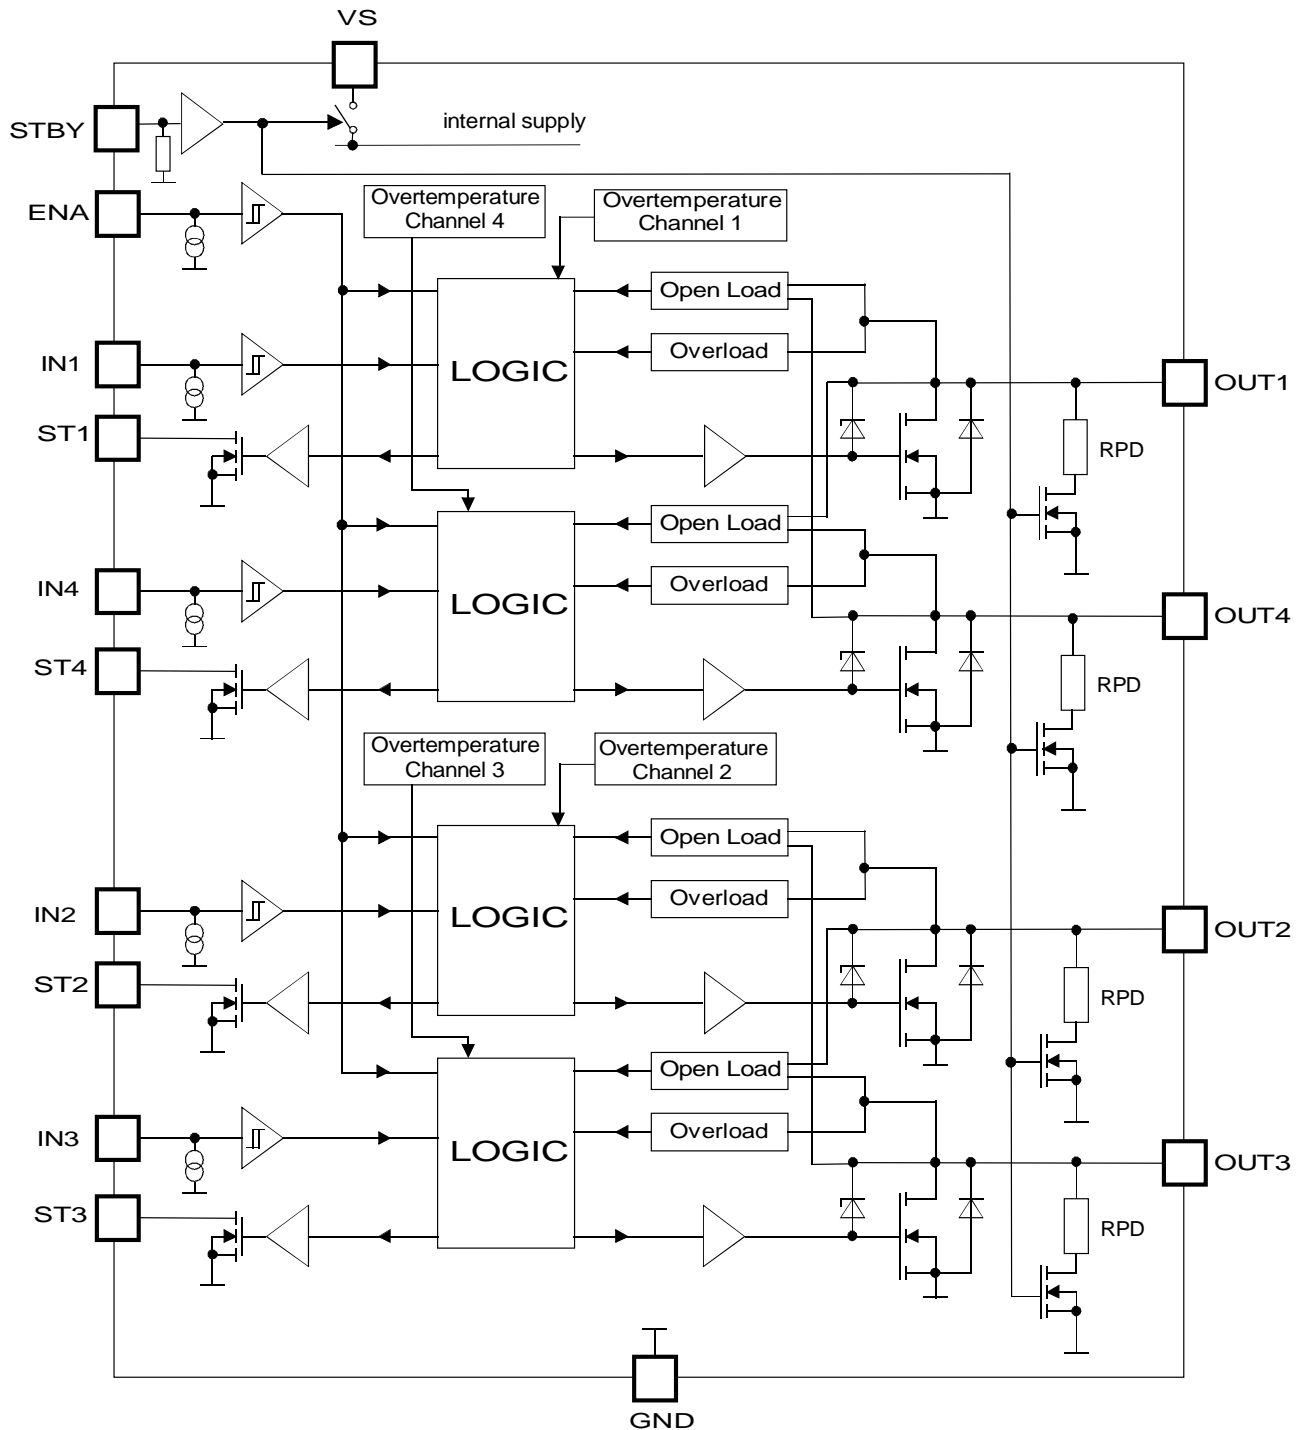 VS
STBY
internal supply
ENA
Overtemperature
Channel 4
Overtemperature
Channel 1
Open Load
IN1
LOGIC
Overload
OUT1
ST1
RPD
Open Load
IN4
LOGIC
Overload
OUT4
ST4
RPD
Overtemperature
Channel 3
Overtemperature
Channel 2
Open Load
IN2
LOGIC
Overload
OUT2
ST2
RPD
Open Load
IN3
LOGIC
Overload
OUT3
ST3
RPD
GND